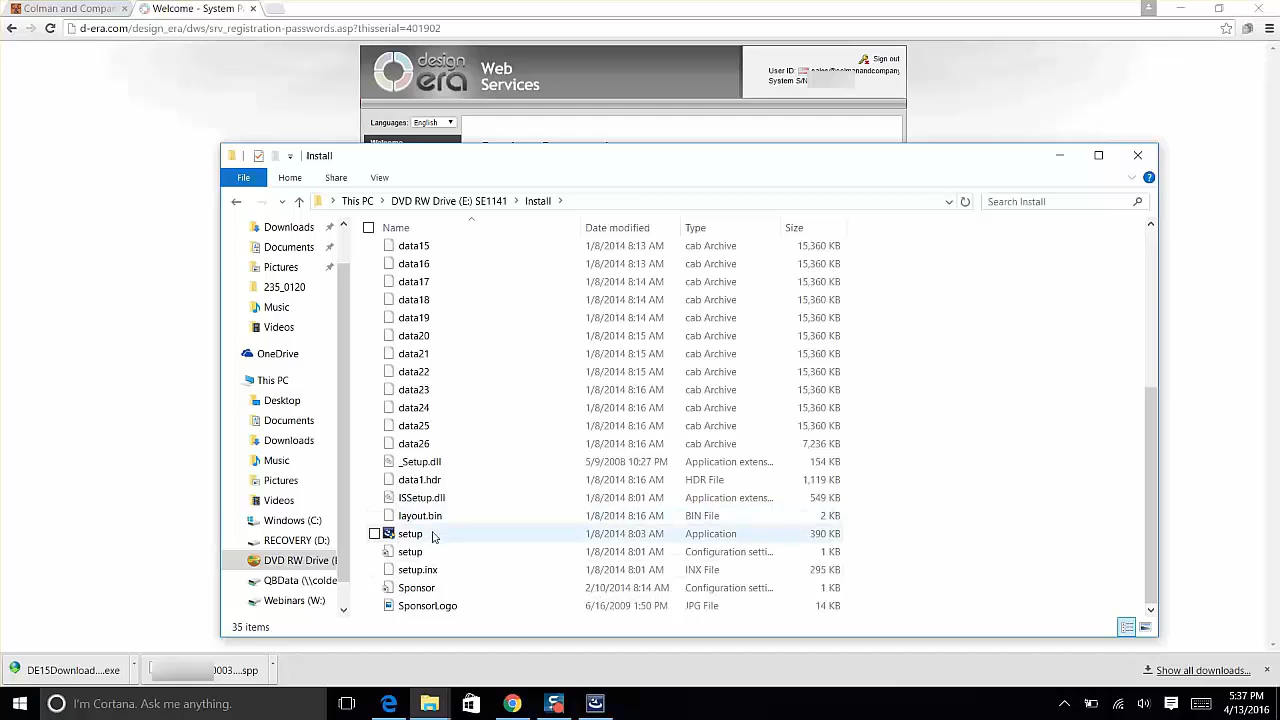 Colman and Compan
Welcome - System P
d-era.com/design_era/dws/srv_registration-passwords.asp?thisserial=401902
design era
Web Services
Sign out
User ID:
System S/N
Languages: English
Install
File Home Share View
This PC DVD RW Drive (E:) SE1141 Install
Search Install
Name Date modified Type Size
Downloads
Documents
Pictures
235_0120
Music
Videos
OneDrive
This PC
Desktop
Documents
Downloads
Music
Pictures
Videos
Windows (C:)
RECOVERY (D:)
DVD RW Drive (
QBData (\\colde
Webinars (W:)
data15 1/8/2014 8:13 AM cab Archive 15,360 KB
data16 1/8/2014 8:13 AM cab Archive 15,360 KB
data17 1/8/2014 8:14 AM cab Archive 15,360 KB
data18 1/8/2014 8:14 AM cab Archive 15,360 KB
data19 1/8/2014 8:14 AM cab Archive 15,360 KB
data20 1/8/2014 8:15 AM cab Archive 15,360 KB
data21 1/8/2014 8:15 AM cab Archive 15,360 KB
data22 1/8/2014 8:15 AM cab Archive 15,360 KB
data23 1/8/2014 8:16 AM cab Archive 15,360 KB
data24 1/8/2014 8:16 AM cab Archive 15,360 KB
data25 1/8/2014 8:16 AM cab Archive 15,360 KB
data26 1/8/2014 8:16 AM cab Archive 7,236 KB
_Setup.dll 5/9/2008 10:27 PM Application extens... 154 KB
data1.hdr 1/8/2014 8:16 AM HDR File 1,119 KB
ISSetup.dll 1/8/2014 8:01 AM Application extens... 549 KB
layout.bin 1/8/2014 8:16 AM BIN File 2 KB
setup 1/8/2014 8:03 AM Application 390 KB
setup 1/8/2014 8:01 AM Configuration setti... 1 KB
setup.inx 1/8/2014 8:01 AM INX File 295 KB
Sponsor 2/10/2014 8:14 AM Configuration setti... 1 KB
SponsorLogo 6/16/2009 1:50 PM JPG File 14 KB
35 items
DE15Download....exe
0003....spp
Show all downloads...
I'm Cortana. Ask me anything.
5:37 PM
4/13/2016